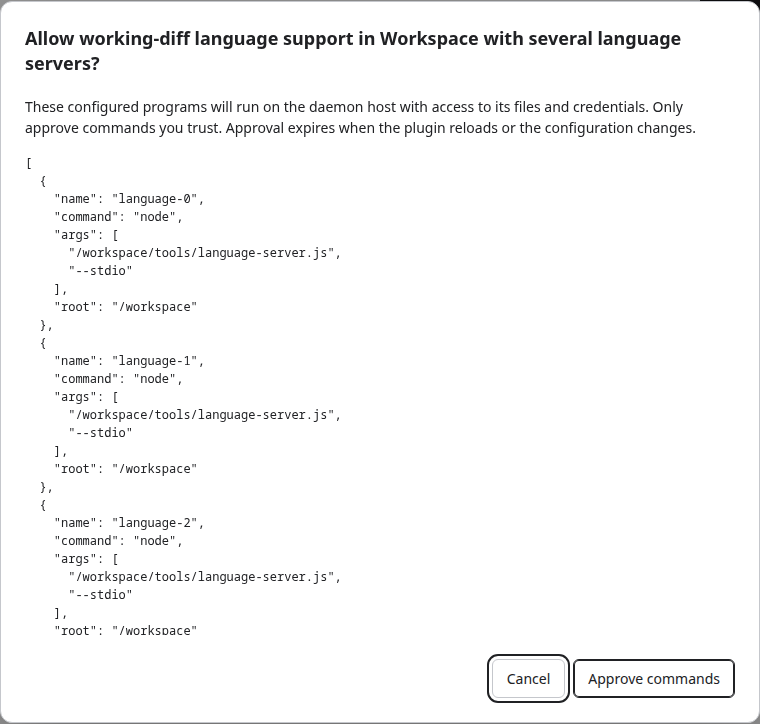 Allow working-diff language support in Workspace with several language
servers?
These configured programs will run on the daemon host with access to its files and credentials. Only
approve commands you trust. Approval expires when the plugin reloads or the configuration changes.
[
  {
    "name": "language-0",
    "command": "node",
    "args": [
      "/workspace/tools/language-server.js",
      "--stdio"
    ],
    "root": "/workspace"
  },
  {
    "name": "language-1",
    "command": "node",
    "args": [
      "/workspace/tools/language-server.js",
      "--stdio"
    ],
    "root": "/workspace"
  },
  {
    "name": "language-2",
    "command": "node",
    "args": [
      "/workspace/tools/language-server.js",
      "--stdio"
    ],
    "root": "/workspace"
Cancel
Approve commands